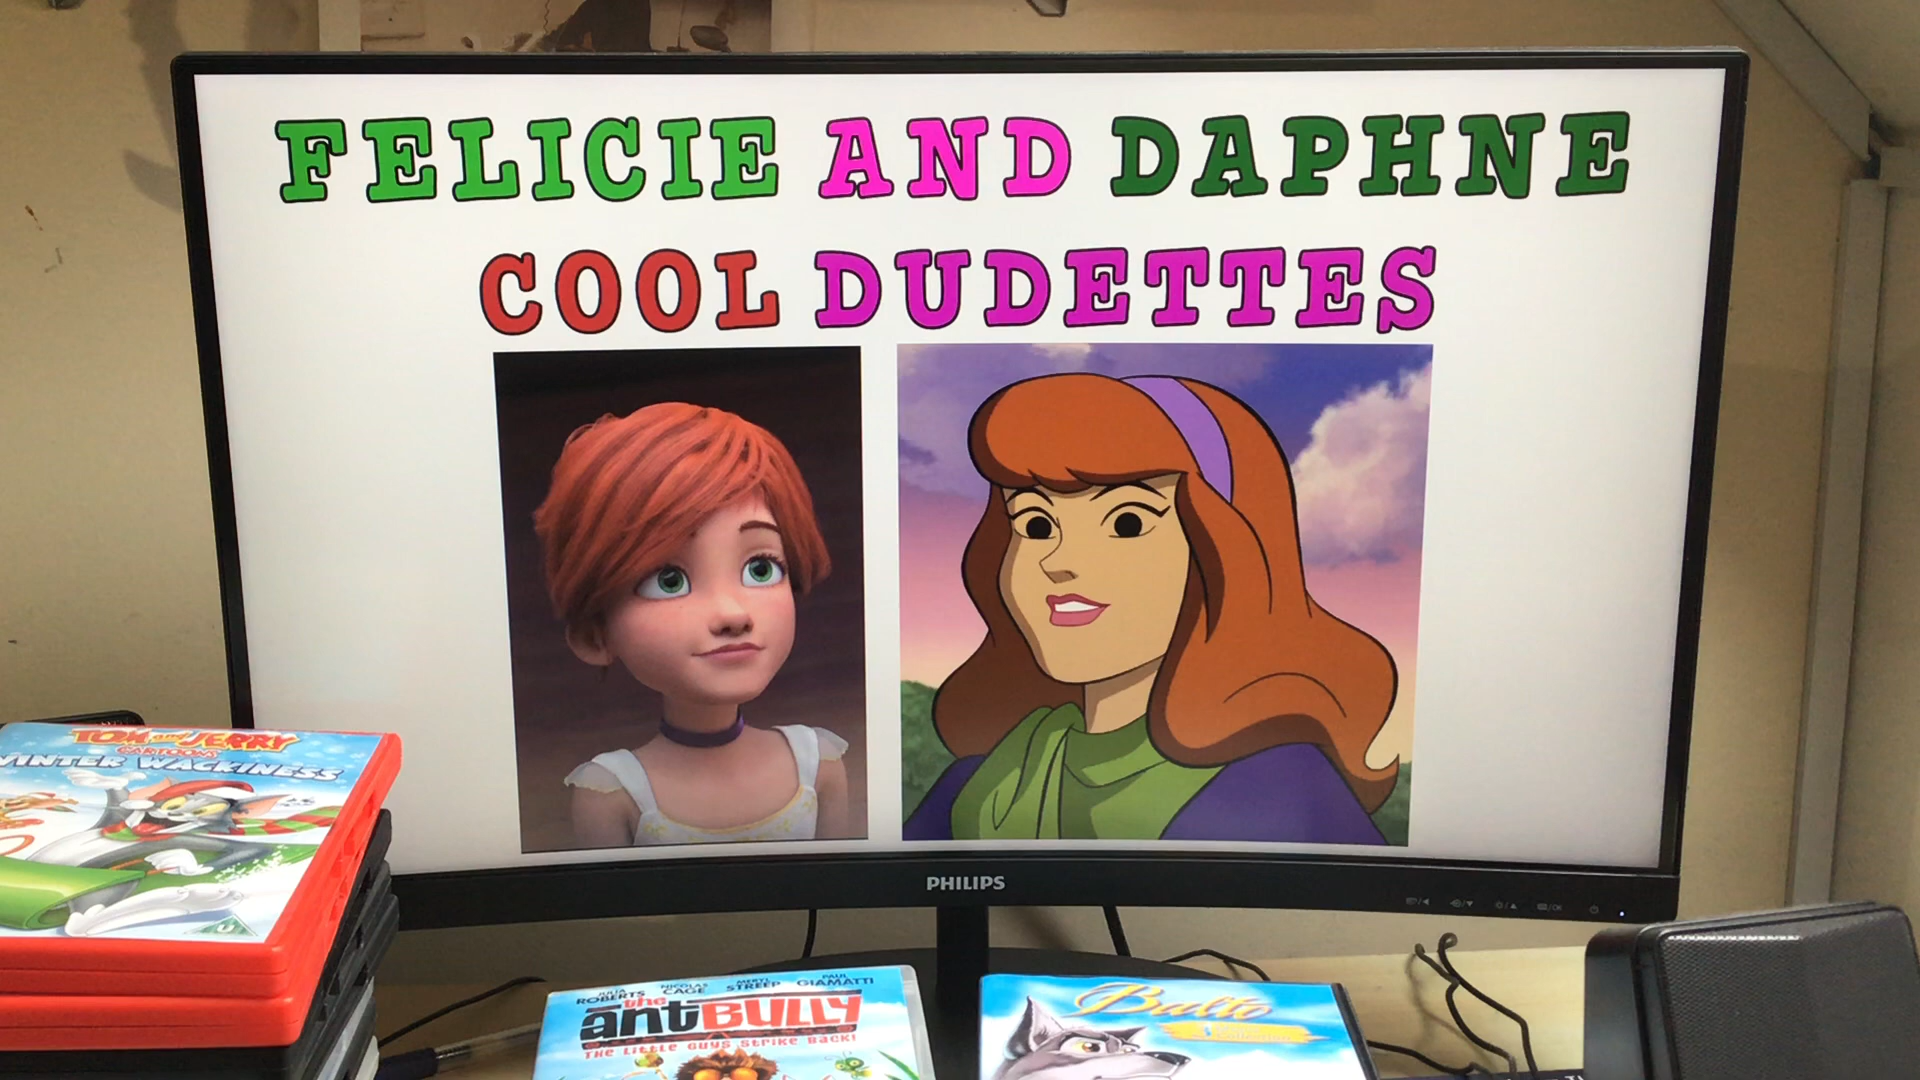 FELICIE AND DAPHNE
COOL DUDETTES
PHILIPS
TOM and JERRY
CARTOONS
WINTER WACKINESS
U
JULIA ROBERTS NICOLAS CAGE MERYL STREEP PAUL GIAMATTI
the
antBULLY
THE LITTLE GUYS STRIKE BACK!
Balto